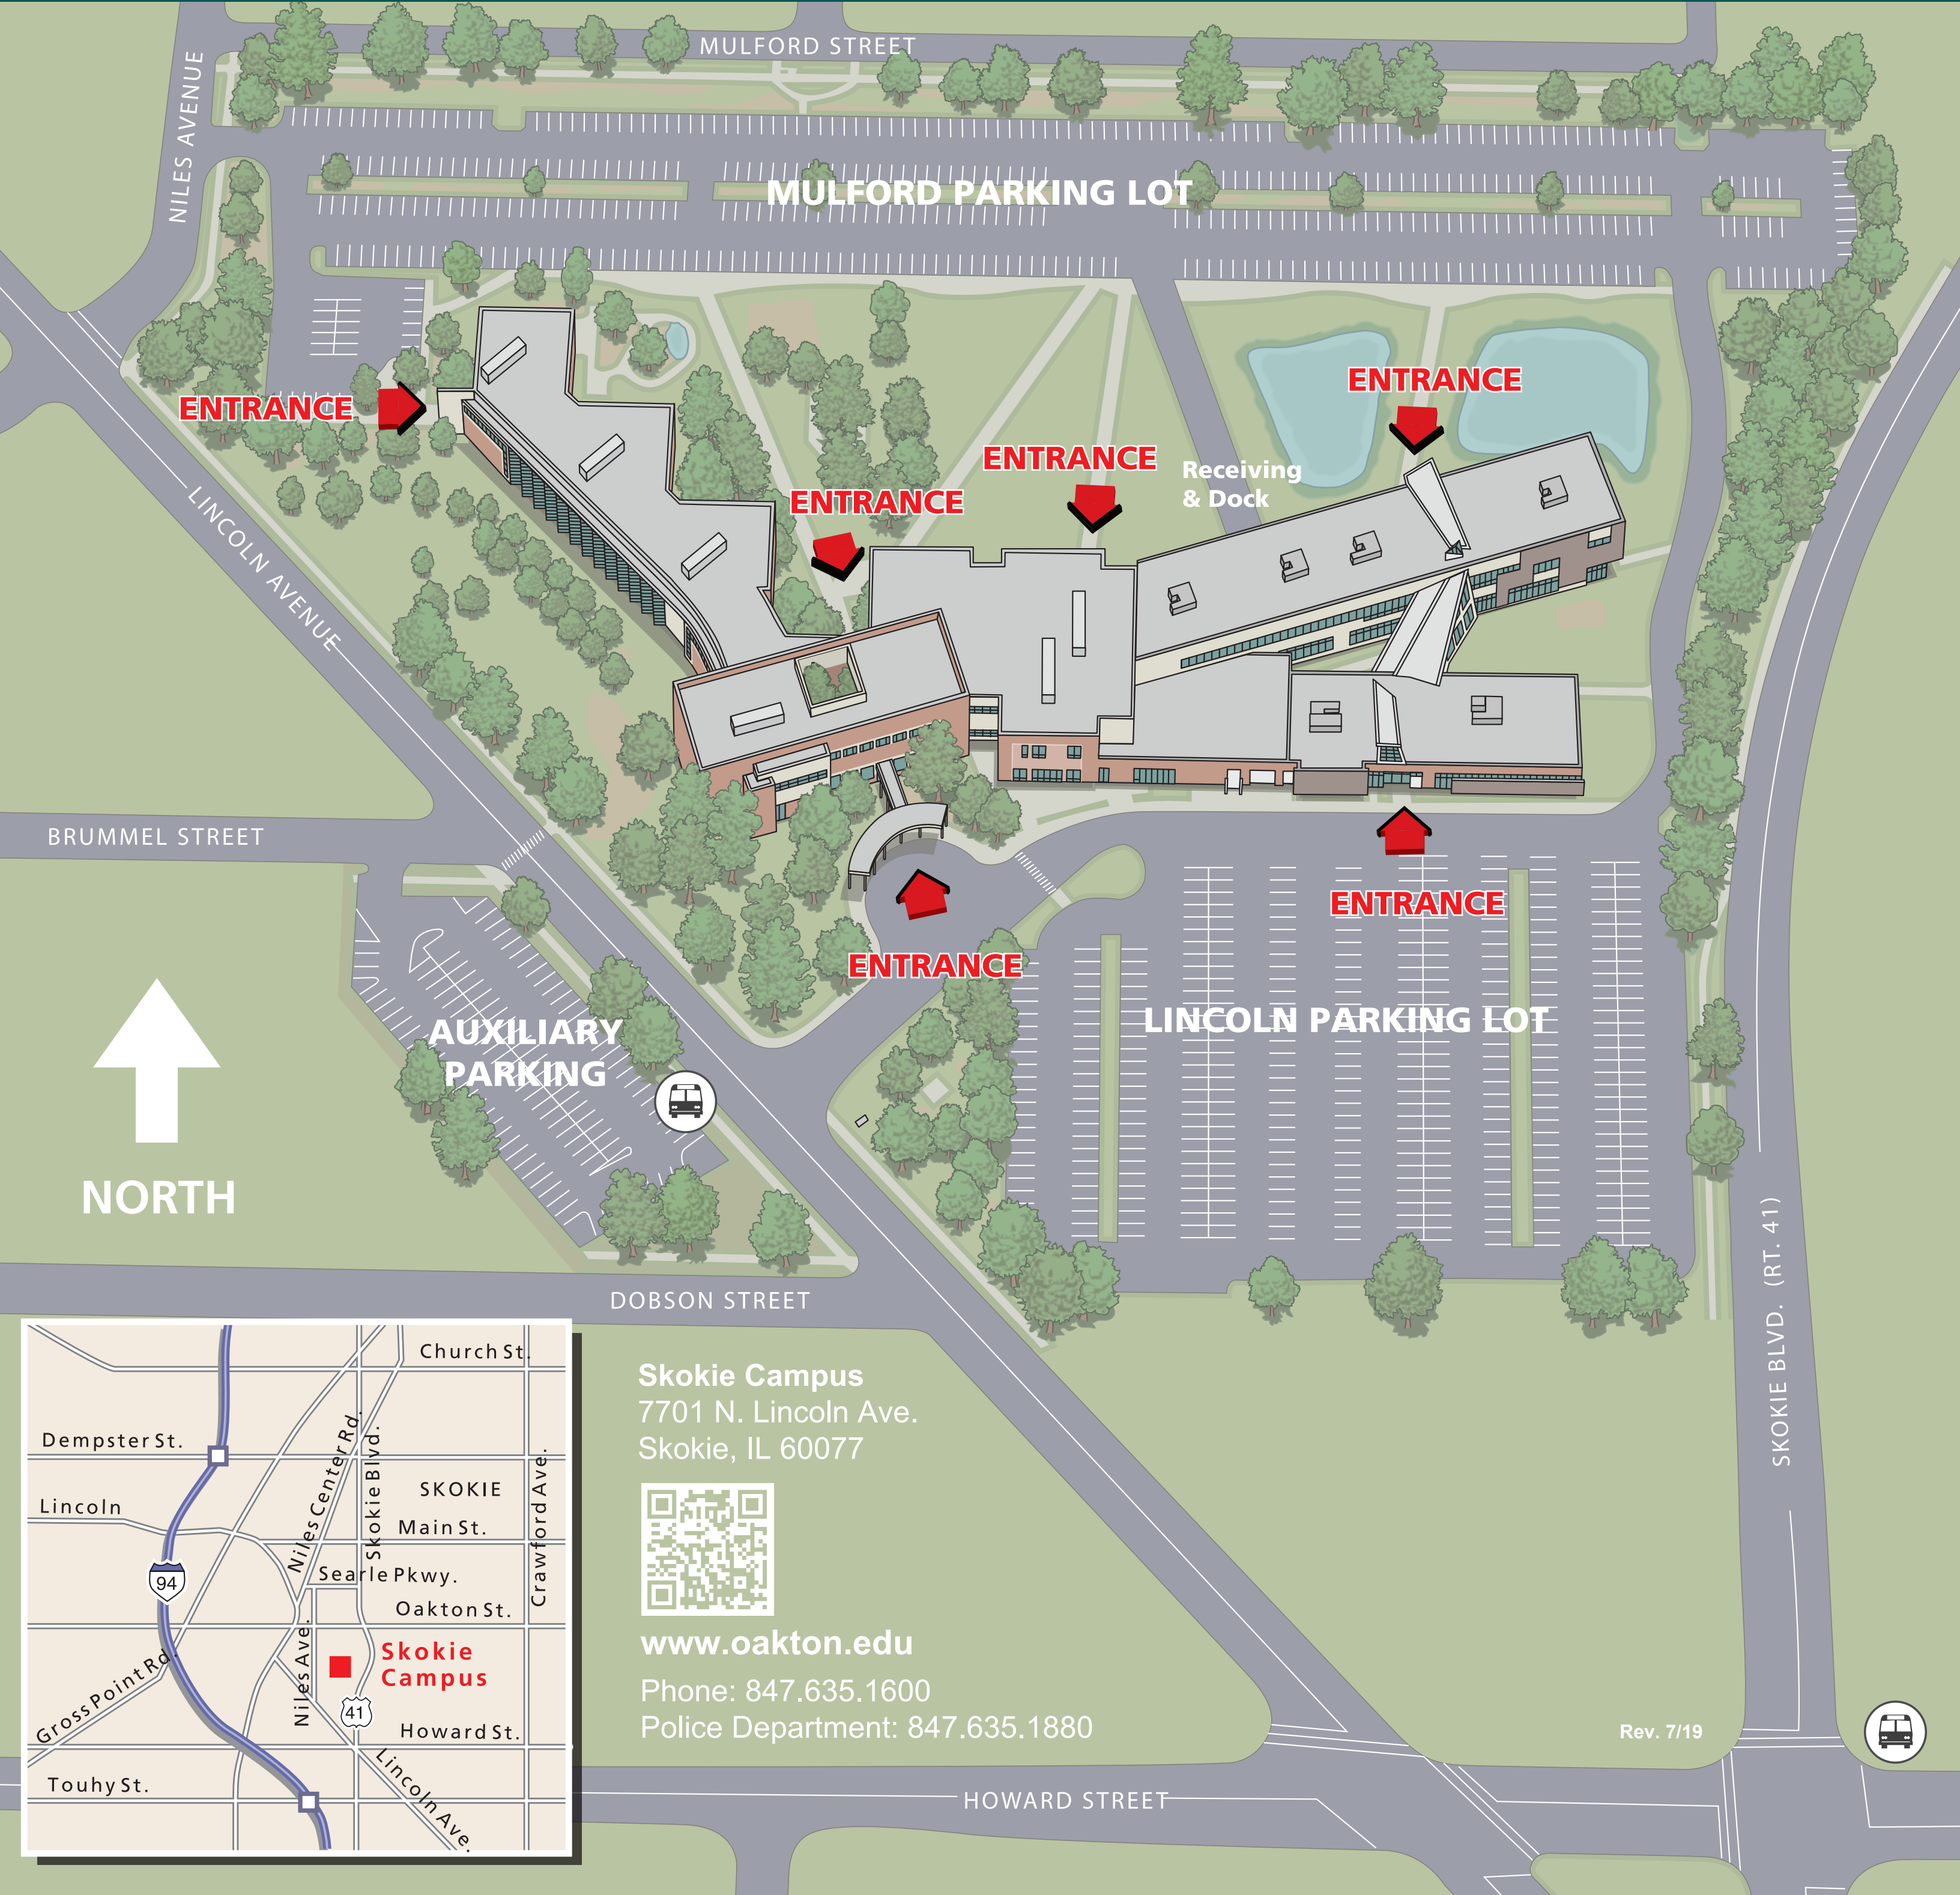 MULFORD STREET
NILES AVENUE
MULFORD PARKING LOT
ENTRANCE
ENTRANCE
ENTRANCE
Receiving
& Dock
ENTRANCE
LINCOLN AVENUE
BRUMMEL STREET
ENTRANCE
ENTRANCE
LINCOLN PARKING LOT
AUXILIARY
PARKING
NORTH
DOBSON STREET
SKOKIE BLVD. (RT. 41)
Church St.
Dempster St.
Niles Center Rd.
Skokie Blvd.
Crawford Ave.
SKOKIE
Lincoln
Main St.
94
Searle Pkwy.
Oakton St.
Niles Ave.
Skokie
Campus
Gross Point Rd.
41
Howard St.
Touhy St.
Lincoln Ave.
Skokie Campus
7701 N. Lincoln Ave.
Skokie, IL 60077
www.oakton.edu
Phone: 847.635.1600
Police Department: 847.635.1880
Rev. 7/19
HOWARD STREET